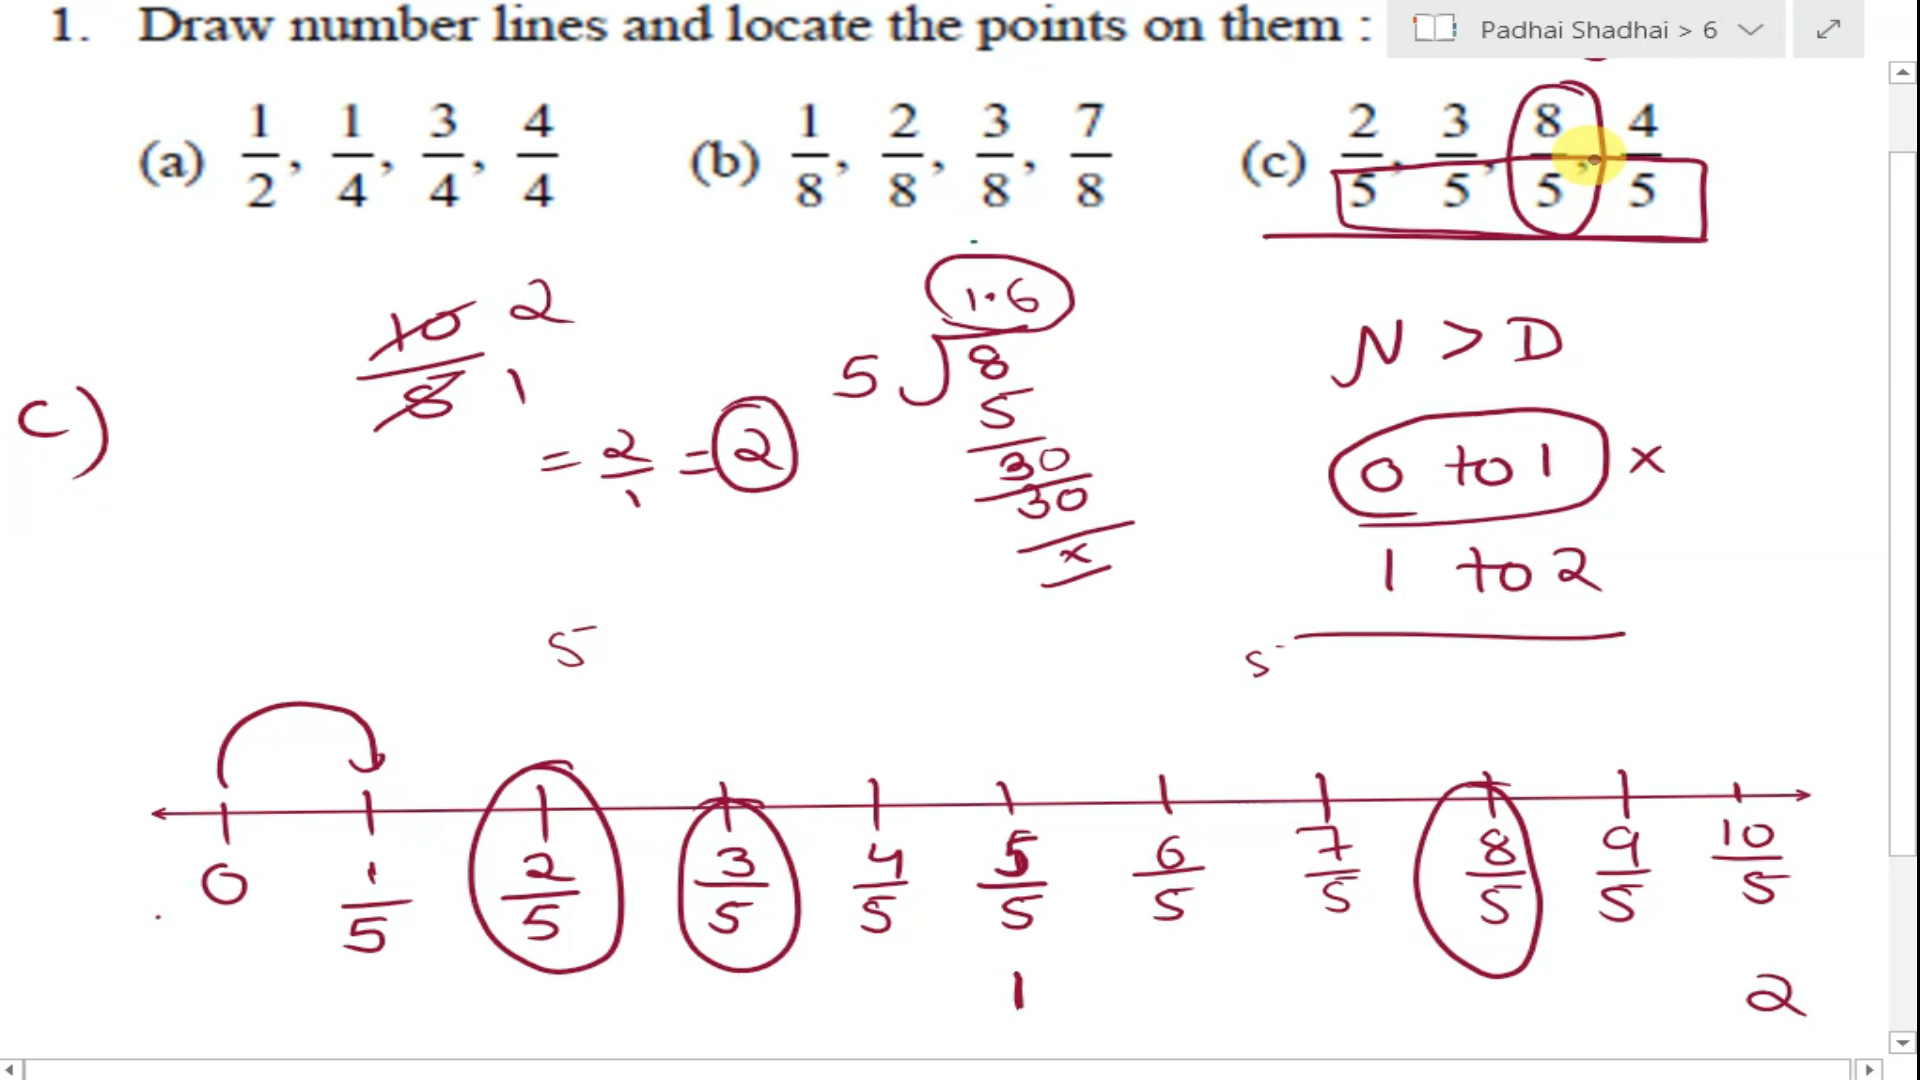 1. Draw number lines and locate the points on them :
Padhai Shadhai > 6
(a) 1/2, 1/4, 3/4, 4/4 (b) 1/8, 2/8, 3/8, 7/8 (c) 2/5, 3/5, 8/5, 4/5
c)
10/5 2 1
= 2/1 = 2
1.6
5 8
5
30
30
x
N > D
0 to 1 x
1 to 2
5 5
0 1/5 2/5 3/5 4/5 5/5 6/5 7/5 8/5 9/5 10/5
1 2